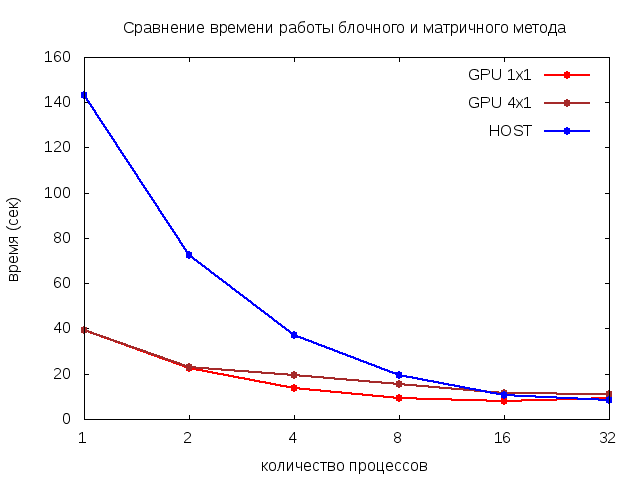 Сравнение времени работы блочного и матричного метода
160
140
120
100
80
60
40
20
0
время (сек)
GPU 1x1
GPU 4x1
HOST
1 2 4 8 16 32
количество процессов